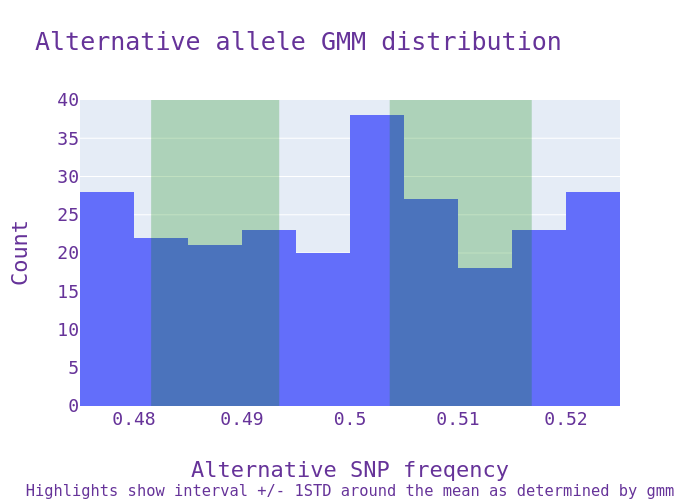 Alternative allele GMM distribution
40
35
30
25
20
15
10
5
0
Count
0.48 0.49 0.5 0.51 0.52
Alternative SNP freqency
Highlights show interval +/- 1STD around the mean as determined by gmm